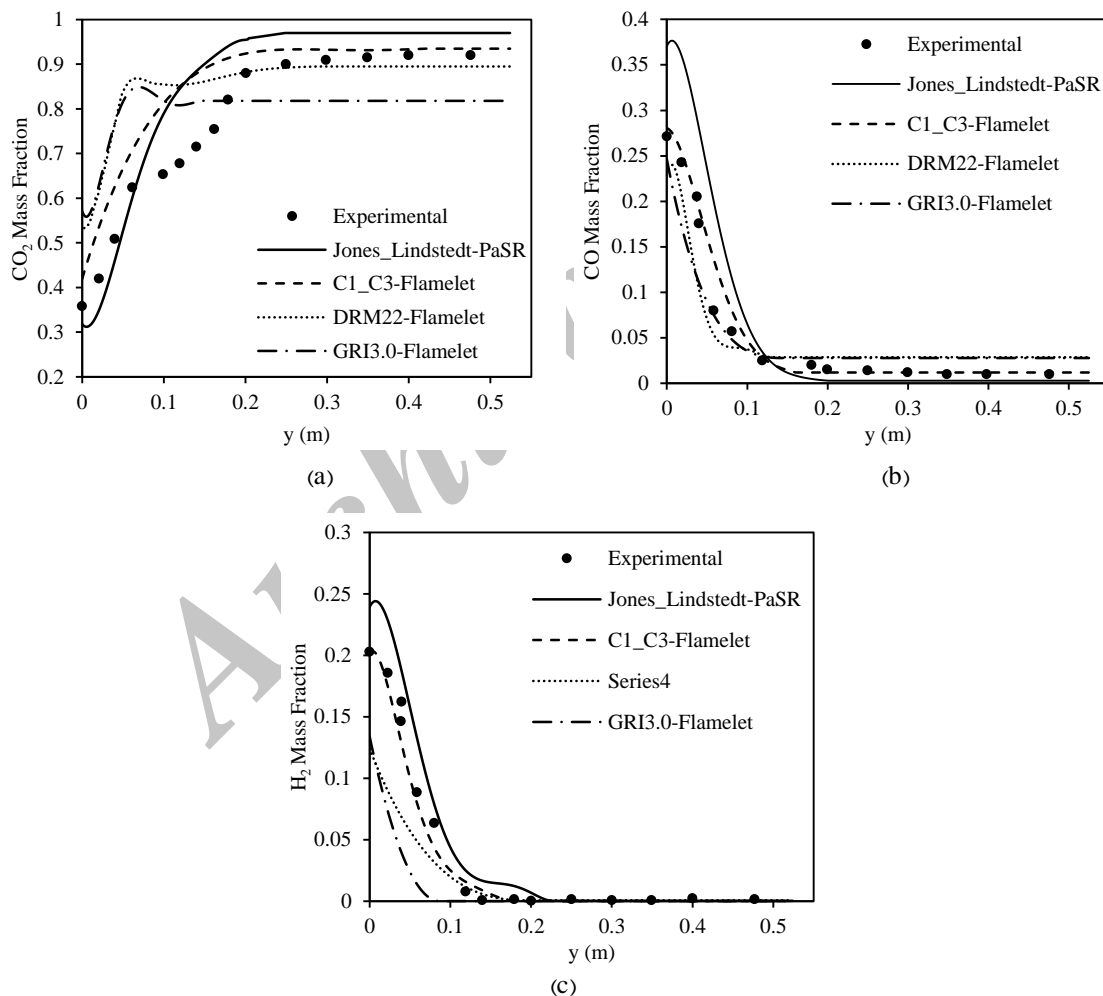 CO2 Mass Fraction
1
0.9
0.8
0.7
0.6
0.5
0.4
0.3
0.2
0
0.1
0.2
0.3
0.4
0.5
y (m)
Experimental
Jones_Lindstedt-PaSR
C1_C3-Flamelet
DRM22-Flamelet
GRI3.0-Flamelet
(a)
CO Mass Fraction
0.4
0.35
0.3
0.25
0.2
0.15
0.1
0.05
0
0
0.1
0.2
0.3
0.4
0.5
y (m)
Experimental
Jones_Lindstedt-PaSR
C1_C3-Flamelet
DRM22-Flamelet
GRI3.0-Flamelet
(b)
H2 Mass Fraction
0.3
0.25
0.2
0.15
0.1
0.05
0
0
0.1
0.2
0.3
0.4
0.5
y (m)
Experimental
Jones_Lindstedt-PaSR
C1_C3-Flamelet
Series4
GRI3.0-Flamelet
(c)